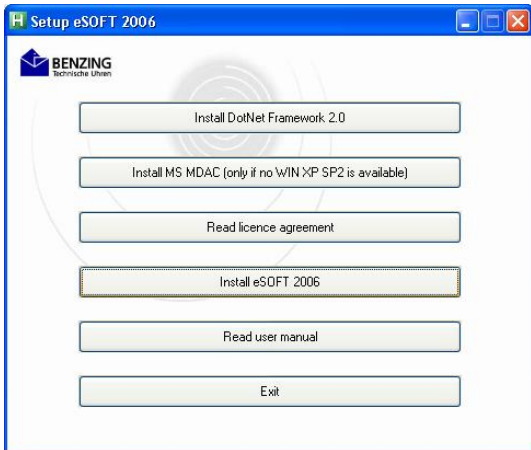 Setup eSOFT 2006
BENZING
Technische Uhren
Install DotNet Framework 2.0
Install MS MDAC (only if no WIN XP SP2 is available)
Read licence agreement
Install eSOFT 2006
Read user manual
Exit